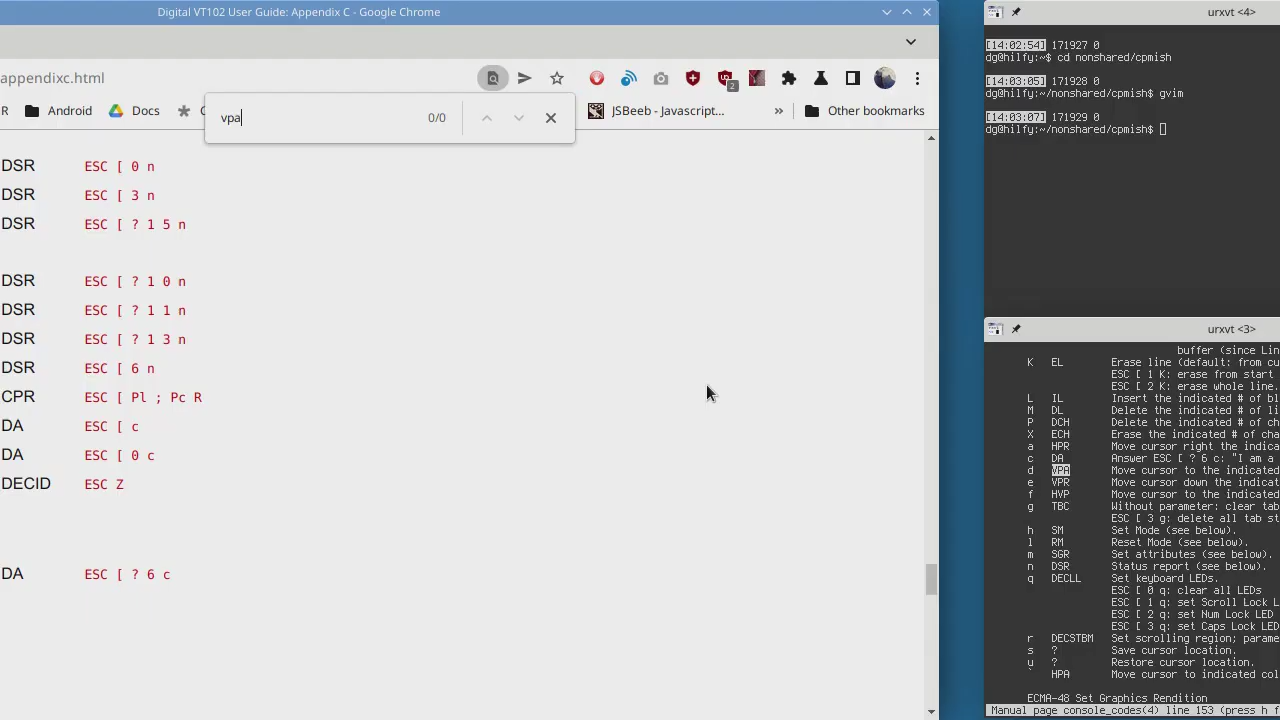 Digital VT102 User Guide: Appendix C - Google Chrome
appendixc.html
2
R Android Docs
JSBeeb - Javascript... » Other bookmarks
vpa 0/0
DSR ESC [ 0 n
DSR ESC [ 3 n
DSR ESC [ ? 1 5 n
DSR ESC [ ? 1 0 n
DSR ESC [ ? 1 1 n
DSR ESC [ ? 1 3 n
DSR ESC [ 6 n
CPR ESC [ Pl ; Pc R
DA ESC [ c
DA ESC [ 0 c
DECID ESC Z
DA ESC [ ? 6 c
urxvt <4>
[14:02:54] 171927 0
dg@hilfy:~$ cd nonshared/cpmish
[14:03:05] 171928 0
dg@hilfy:~/nonshared/cpmish$ gvim
[14:03:07] 171929 0
dg@hilfy:~/nonshared/cpmish$
urxvt <3>
buffer (since Lin
K EL Erase line (default: from cu
ESC [ 1 K: erase from start
ESC [ 2 K: erase whole line.
L IL Insert the indicated # of bl
M DL Delete the indicated # of li
P DCH Delete the indicated # of ch
X ECH Erase the indicated # of cha
a HPR Move cursor right the indica
c DA Answer ESC [ ? 6 c: "I am a
d VPA Move cursor to the indicated
e VPR Move cursor down the indicat
f HVP Move cursor to the indicated
g TBC Without parameter: clear tab
ESC [ 3 g: delete all tab st
h SM Set Mode (see below).
l RM Reset Mode (see below).
m SGR Set attributes (see below).
n DSR Status report (see below).
q DECLL Set keyboard LEDs.
ESC [ 0 q: clear all LEDs
ESC [ 1 q: set Scroll Lock L
ESC [ 2 q: set Num Lock LED
ESC [ 3 q: set Caps Lock LED
r DECSTBM Set scrolling region; parame
s ? Save cursor location.
u ? Restore cursor location.
` HPA Move cursor to indicated col
ECMA-48 Set Graphics Rendition
Manual page console_codes(4) line 153 (press h f